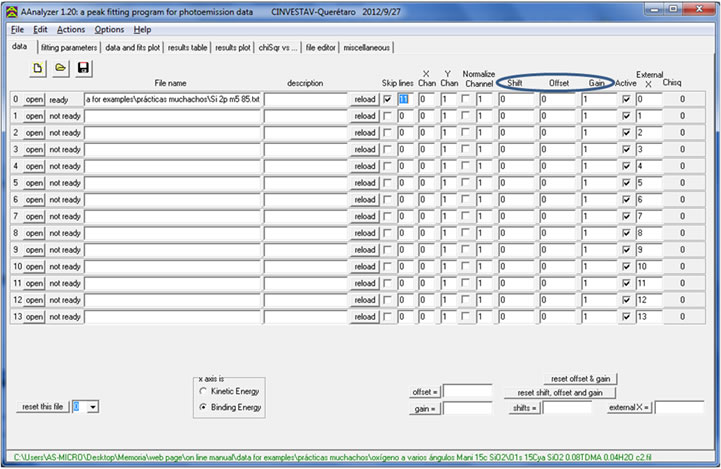 AAnalyzer 1.20: a peak fitting program for photoemission data CINVESTAV-Querétaro 2012/9/27
File Edit Actions Options Help
data fitting parameters data and fits plot results table results plot chiSqr vs ... file editor miscellaneous
File name description Skip lines X Chan Y Chan Normalize Channel Shift Offset Gain Active External X Chisq
0 open ready a for examples\prácticas muchachos\Si 2p m5 85.txt reload 11 0 1 1 0 0 1 0 0
1 open not ready reload 0 0 1 1 0 0 1 1 0
2 open not ready reload 0 0 1 1 0 0 1 2 0
3 open not ready reload 0 0 1 1 0 0 1 3 0
4 open not ready reload 0 0 1 1 0 0 1 4 0
5 open not ready reload 0 0 1 1 0 0 1 5 0
6 open not ready reload 0 0 1 1 0 0 1 6 0
7 open not ready reload 0 0 1 1 0 0 1 7 0
8 open not ready reload 0 0 1 1 0 0 1 8 0
9 open not ready reload 0 0 1 1 0 0 1 9 0
10 open not ready reload 0 0 1 1 0 0 1 10 0
11 open not ready reload 0 0 1 1 0 0 1 11 0
12 open not ready reload 0 0 1 1 0 0 1 12 0
13 open not ready reload 0 0 1 1 0 0 1 13 0
x axis is
Kinetic Energy
Binding Energy
reset this file 0
offset =
gain =
reset offset & gain
reset shift, offset and gain
shifts =
external X =
C:\Users\AS-MICRO\Desktop\Memoria\web page\on line manual\data for examples\prácticas muchachos\oxígeno a varios ángulos Mani 15c SiO2\O1s 15Cya SiO2 0.08TDMA 0.04H2O c2.fil